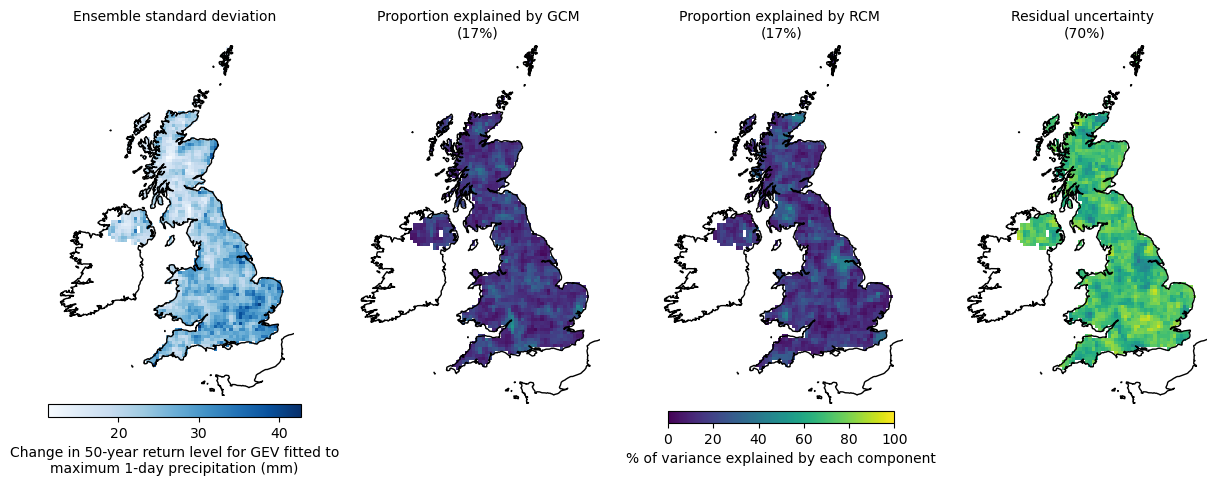 Ensemble standard deviation
Proportion explained by GCM
(17%)
Proportion explained by RCM
(17%)
Residual uncertainty
(70%)
20 30 40
Change in 50-year return level for GEV fitted to
maximum 1-day precipitation (mm)
0 20 40 60 80 100
% of variance explained by each component